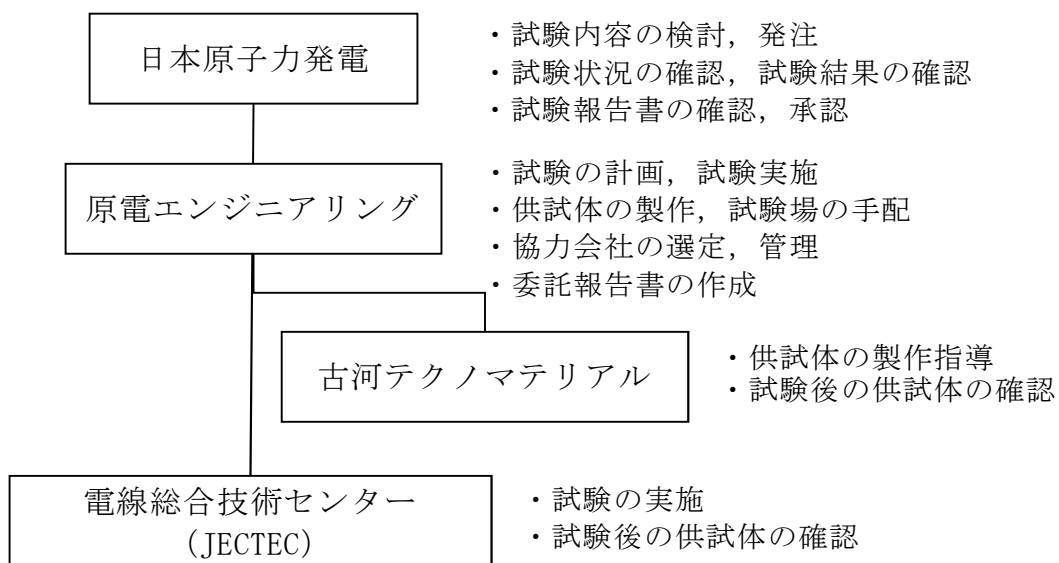 日本原子力発電
・試験内容の検討，発注
・試験状況の確認，試験結果の確認
・試験報告書の確認，承認
原電エンジニアリング
・試験の計画，試験実施
・供試体の製作，試験場の手配
・協力会社の選定，管理
・委託報告書の作成
古河テクノマテリアル
・供試体の製作指導
・試験後の供試体の確認
電線総合技術センター
（JECTEC）
・試験の実施
・試験後の供試体の確認